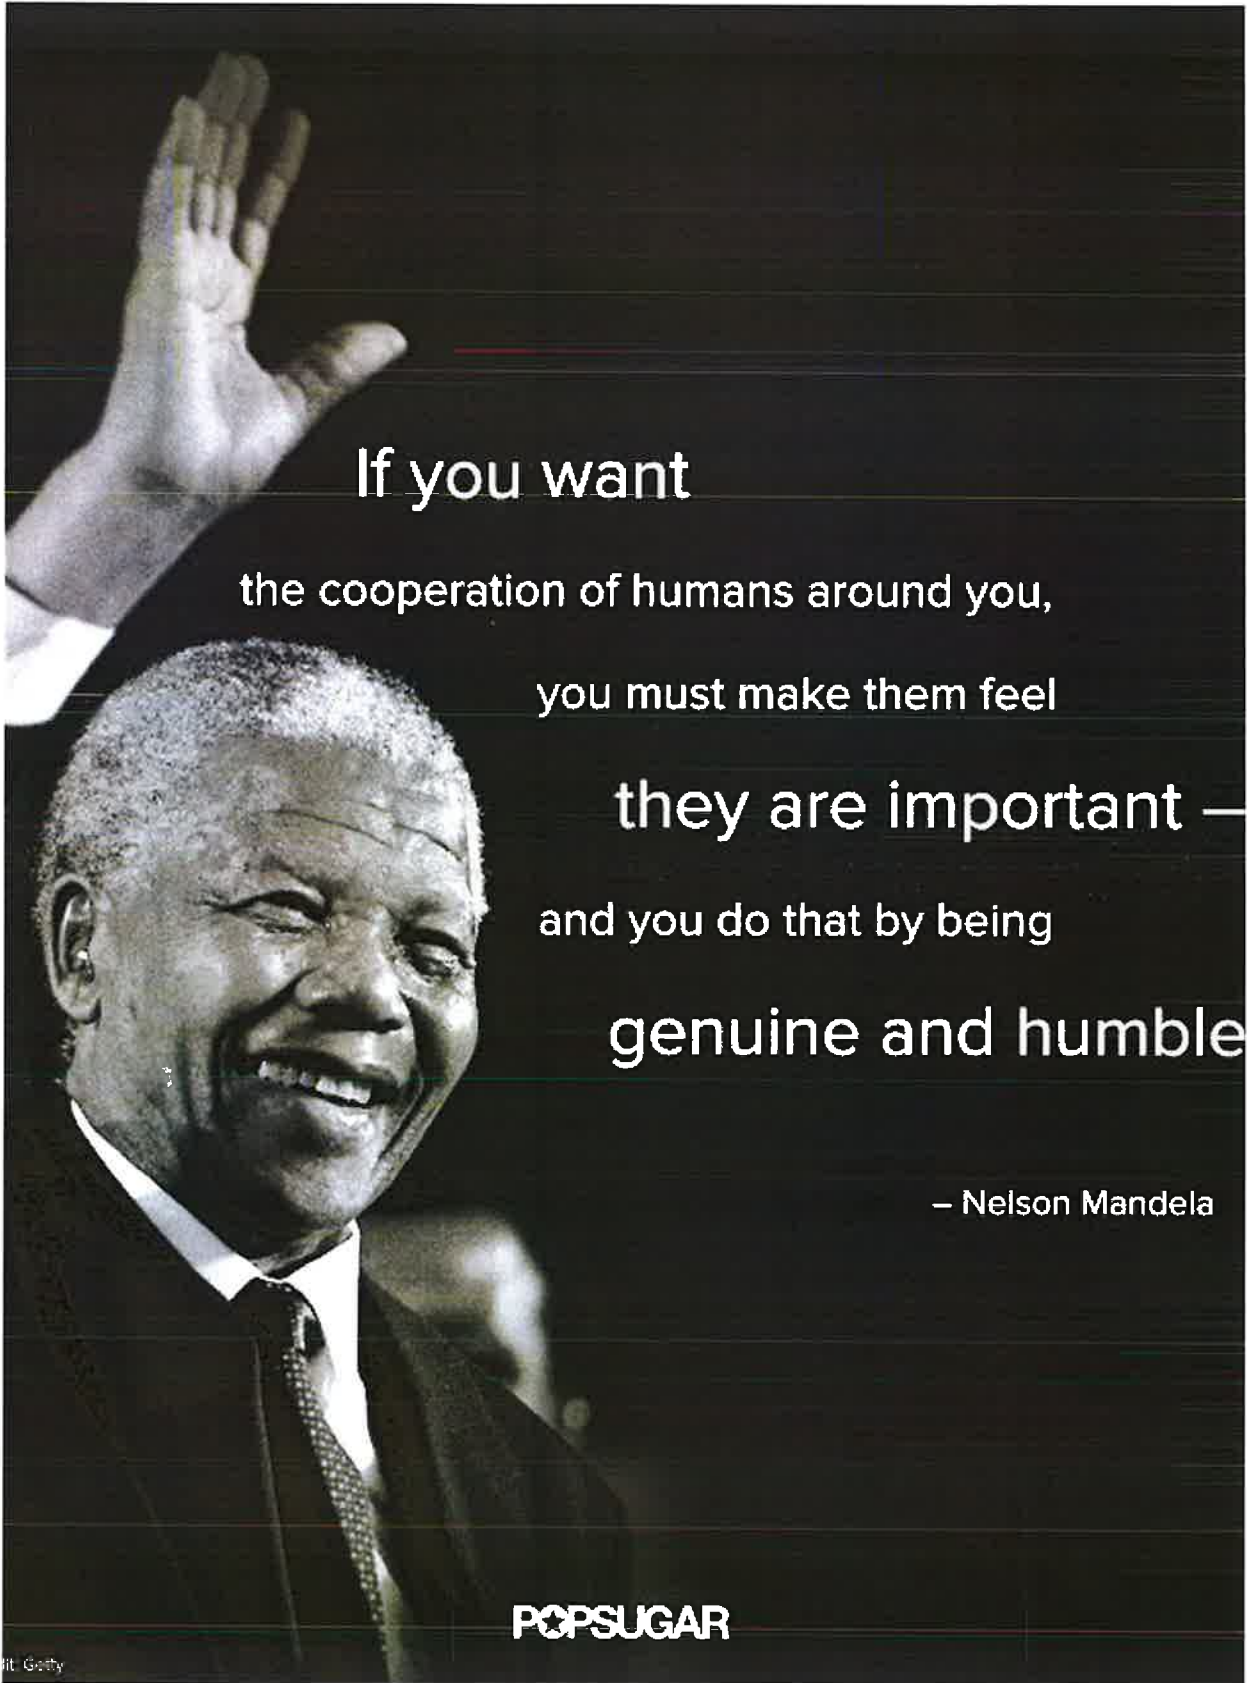 If you want
the cooperation of humans around you,
you must make them feel
they are important –
and you do that by being
genuine and humble
– Nelson Mandela
POPSUGAR
it: Getty